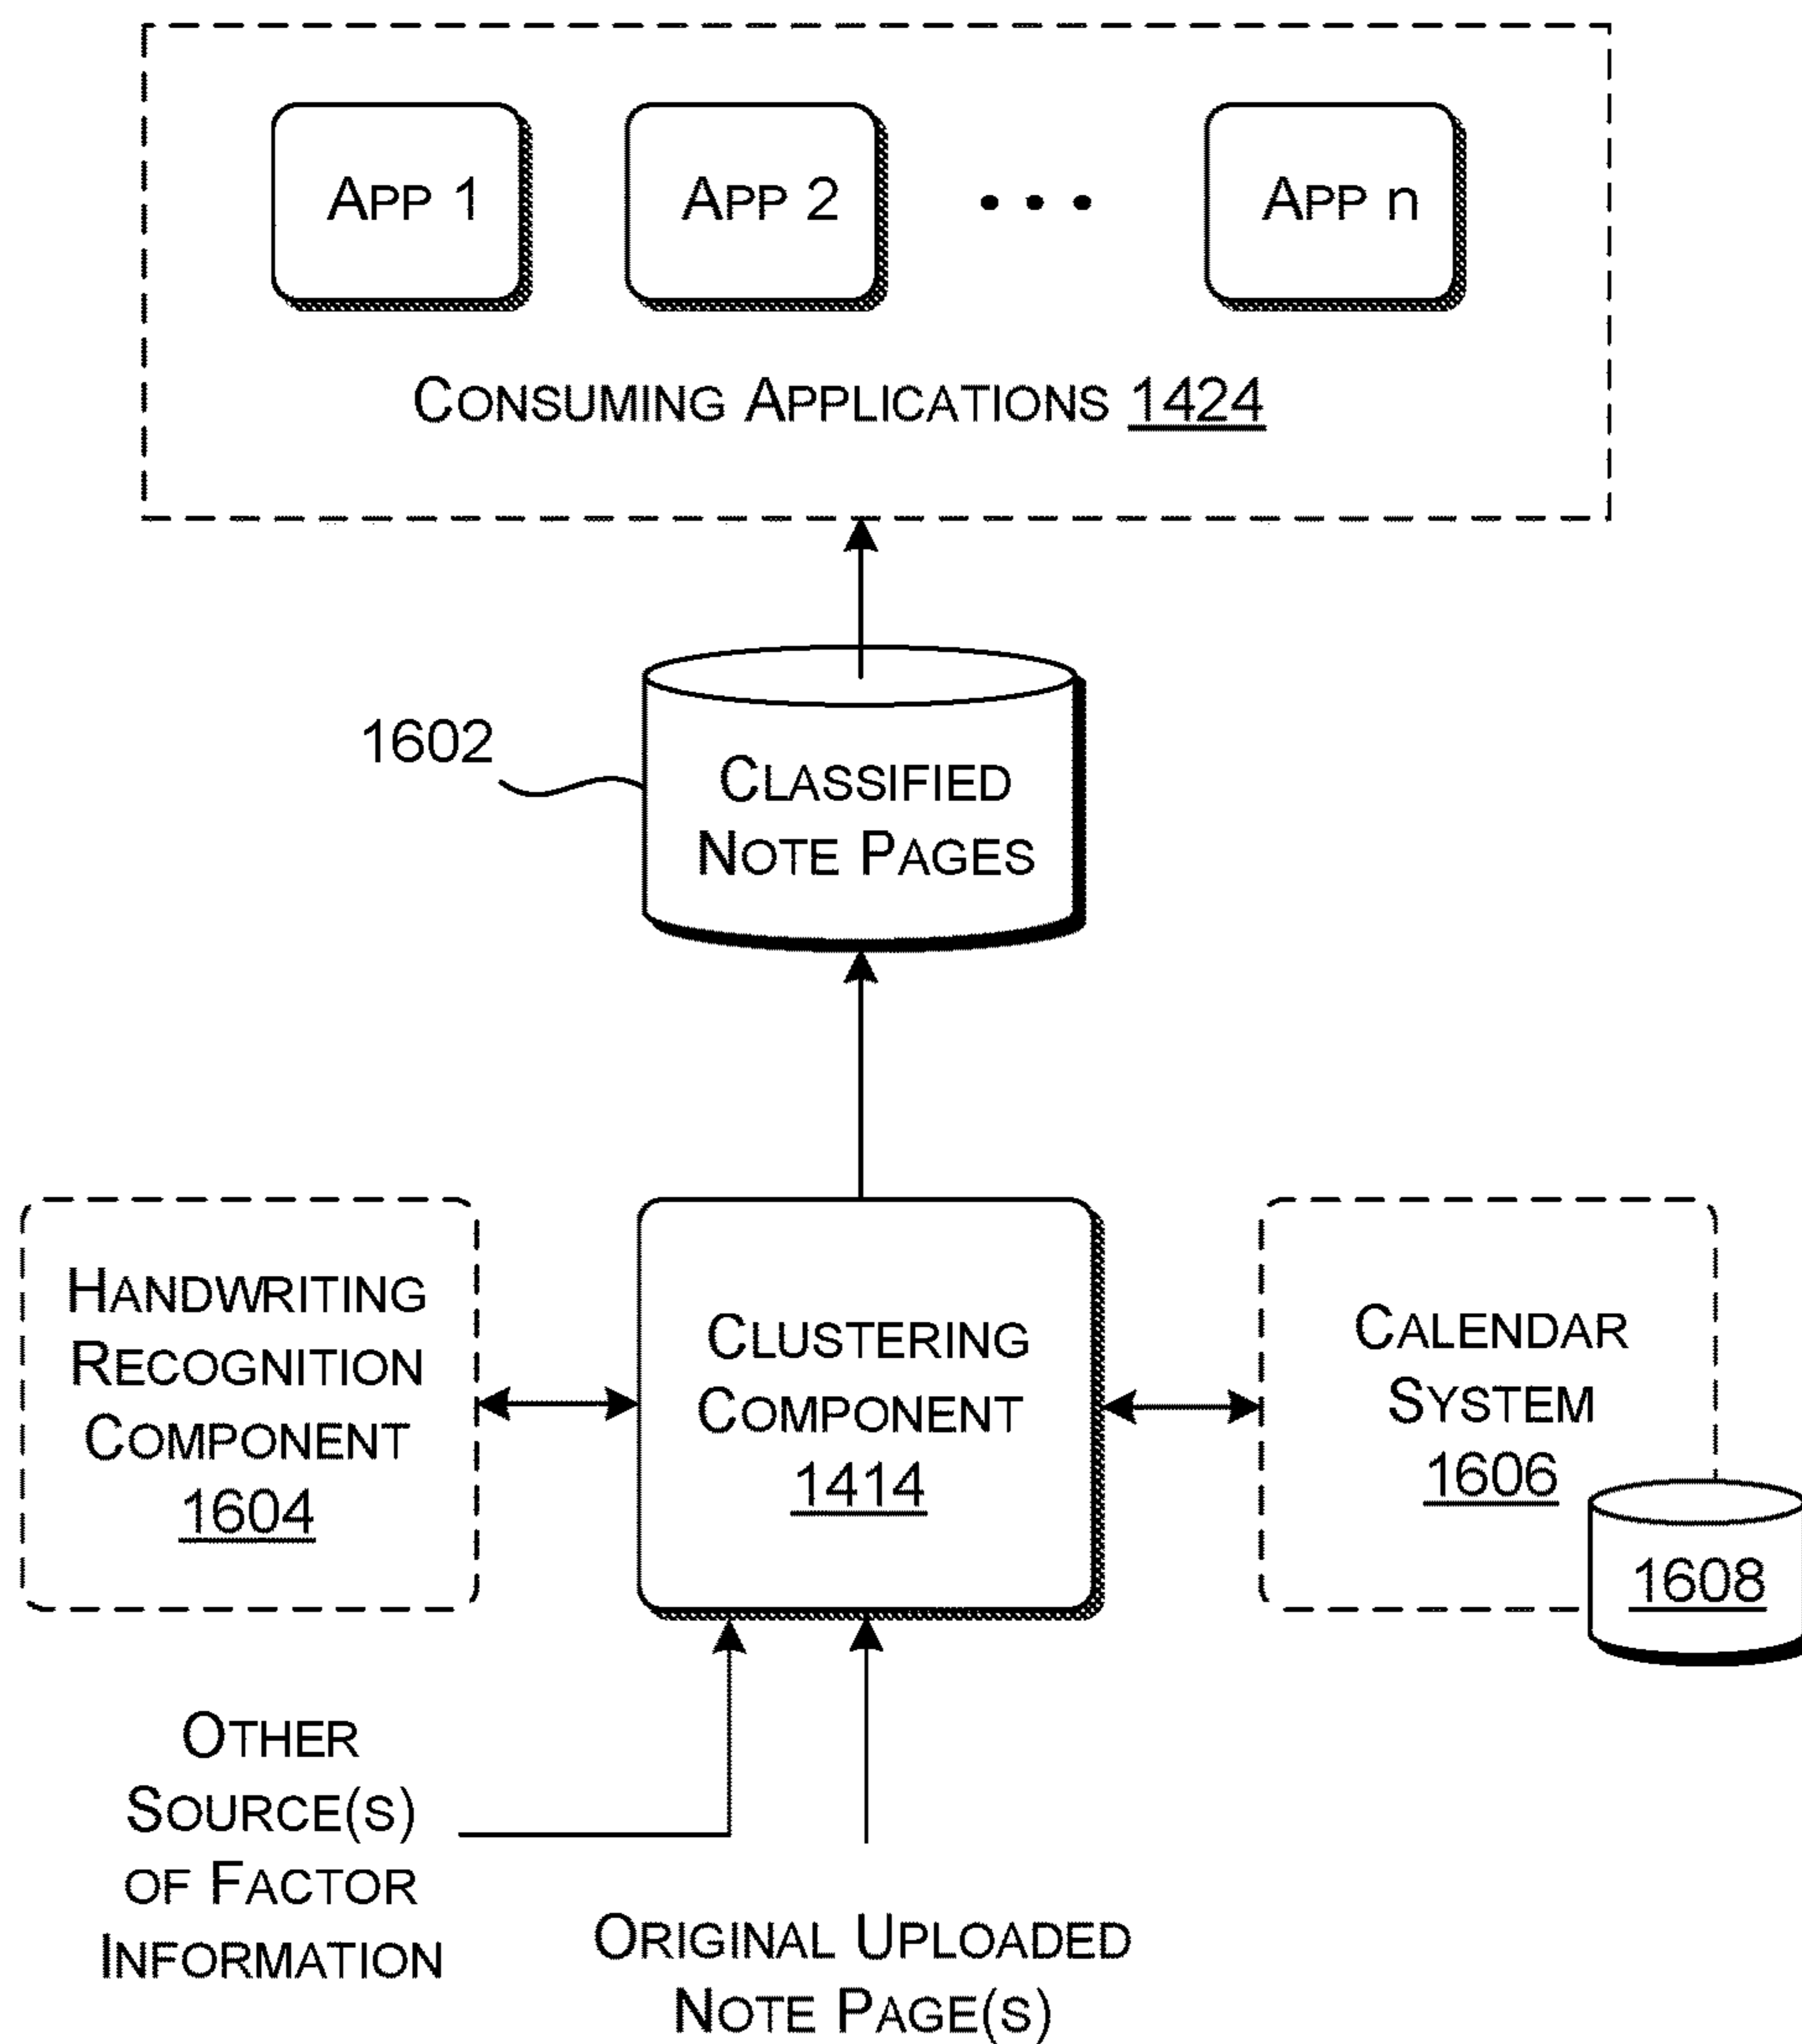 APP 1
APP 2
• • •
APP n
CONSUMING APPLICATIONS 1424
1602
CLASSIFIED
NOTE PAGES
HANDWRITING
RECOGNITION
COMPONENT
1604
CLUSTERING
COMPONENT
1414
CALENDAR
SYSTEM
1606
1608
OTHER
SOURCE(S)
OF FACTOR
INFORMATION
ORIGINAL UPLOADED
NOTE PAGE(S)